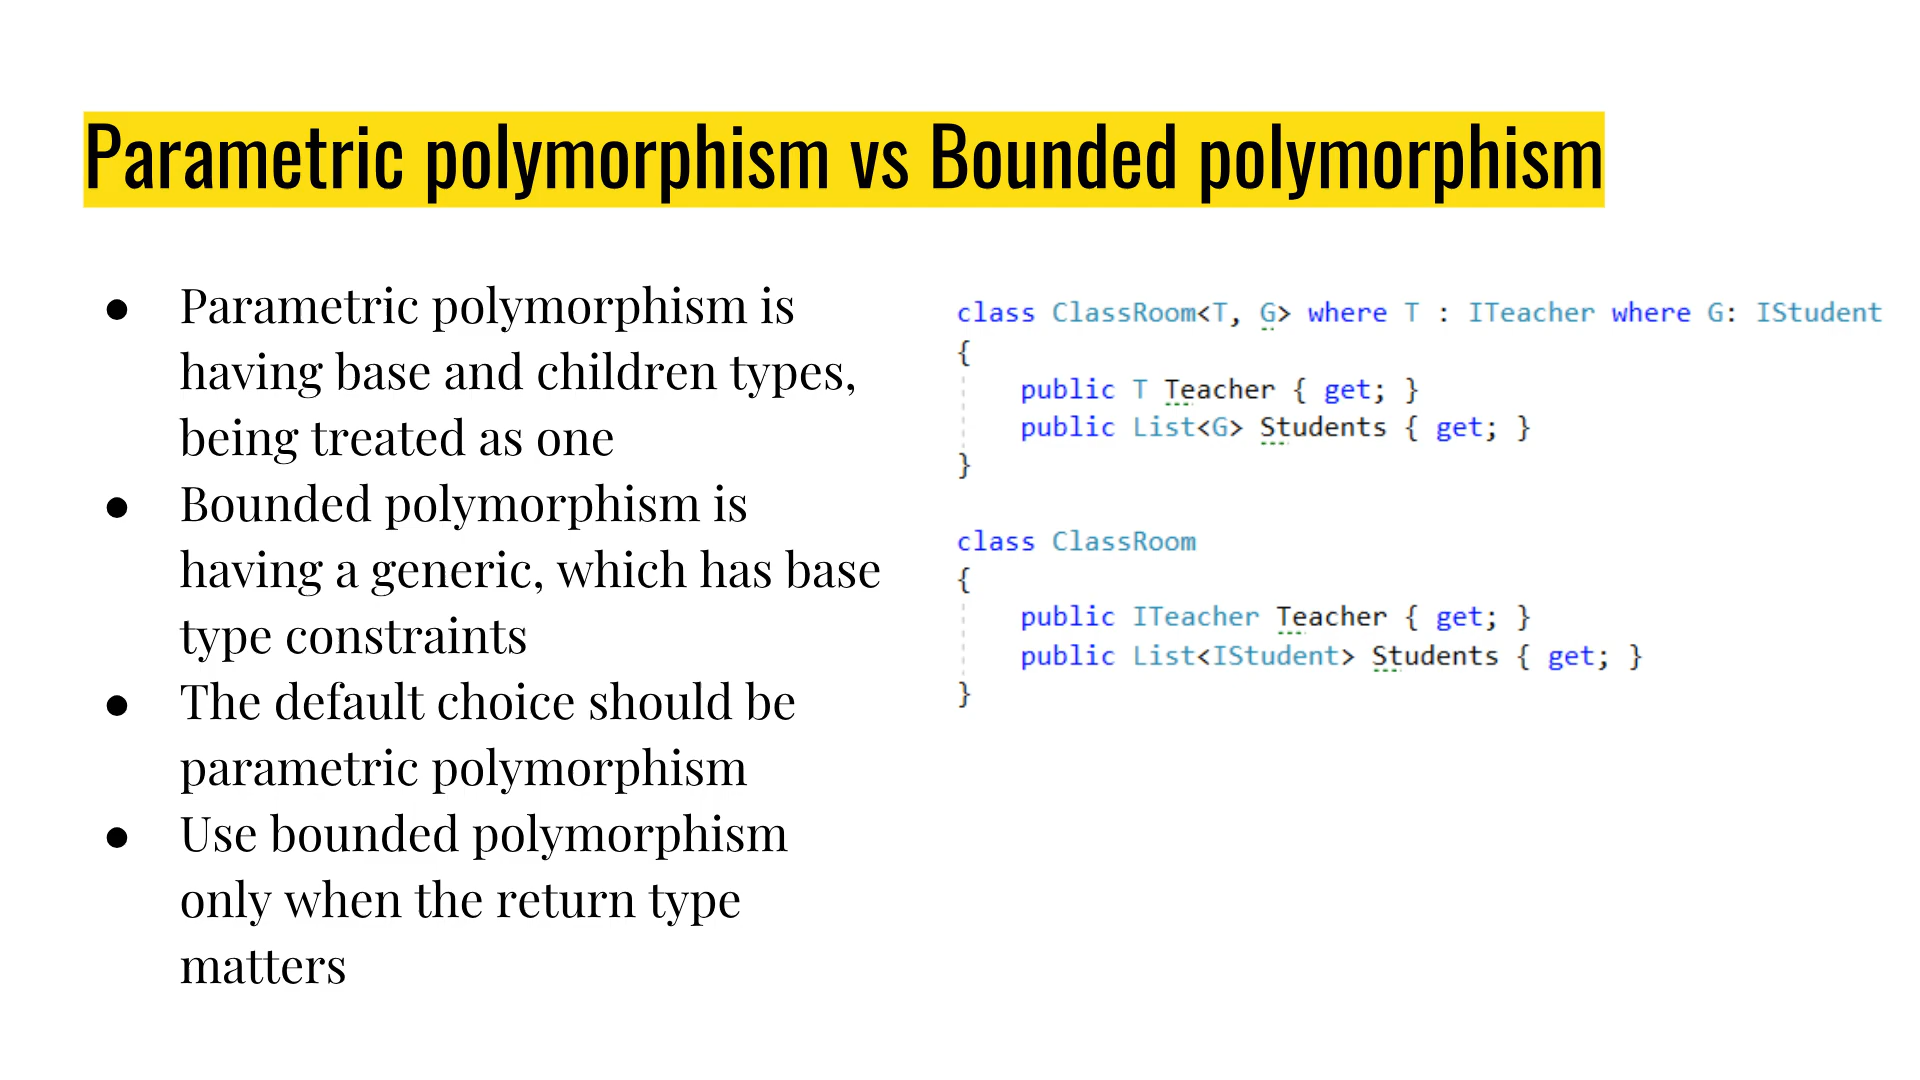 Parametric polymorphism vs Bounded polymorphism
● Parametric polymorphism is
having base and children types,
being treated as one
● Bounded polymorphism is
having a generic, which has base
type constraints
● The default choice should be
parametric polymorphism
● Use bounded polymorphism
only when the return type
matters
class ClassRoom<T, G> where T : ITeacher where G: IStudent
{
public T Teacher { get; }
public List<G> Students { get; }
}
class ClassRoom
{
public ITeacher Teacher { get; }
public List<IStudent> Students { get; }
}